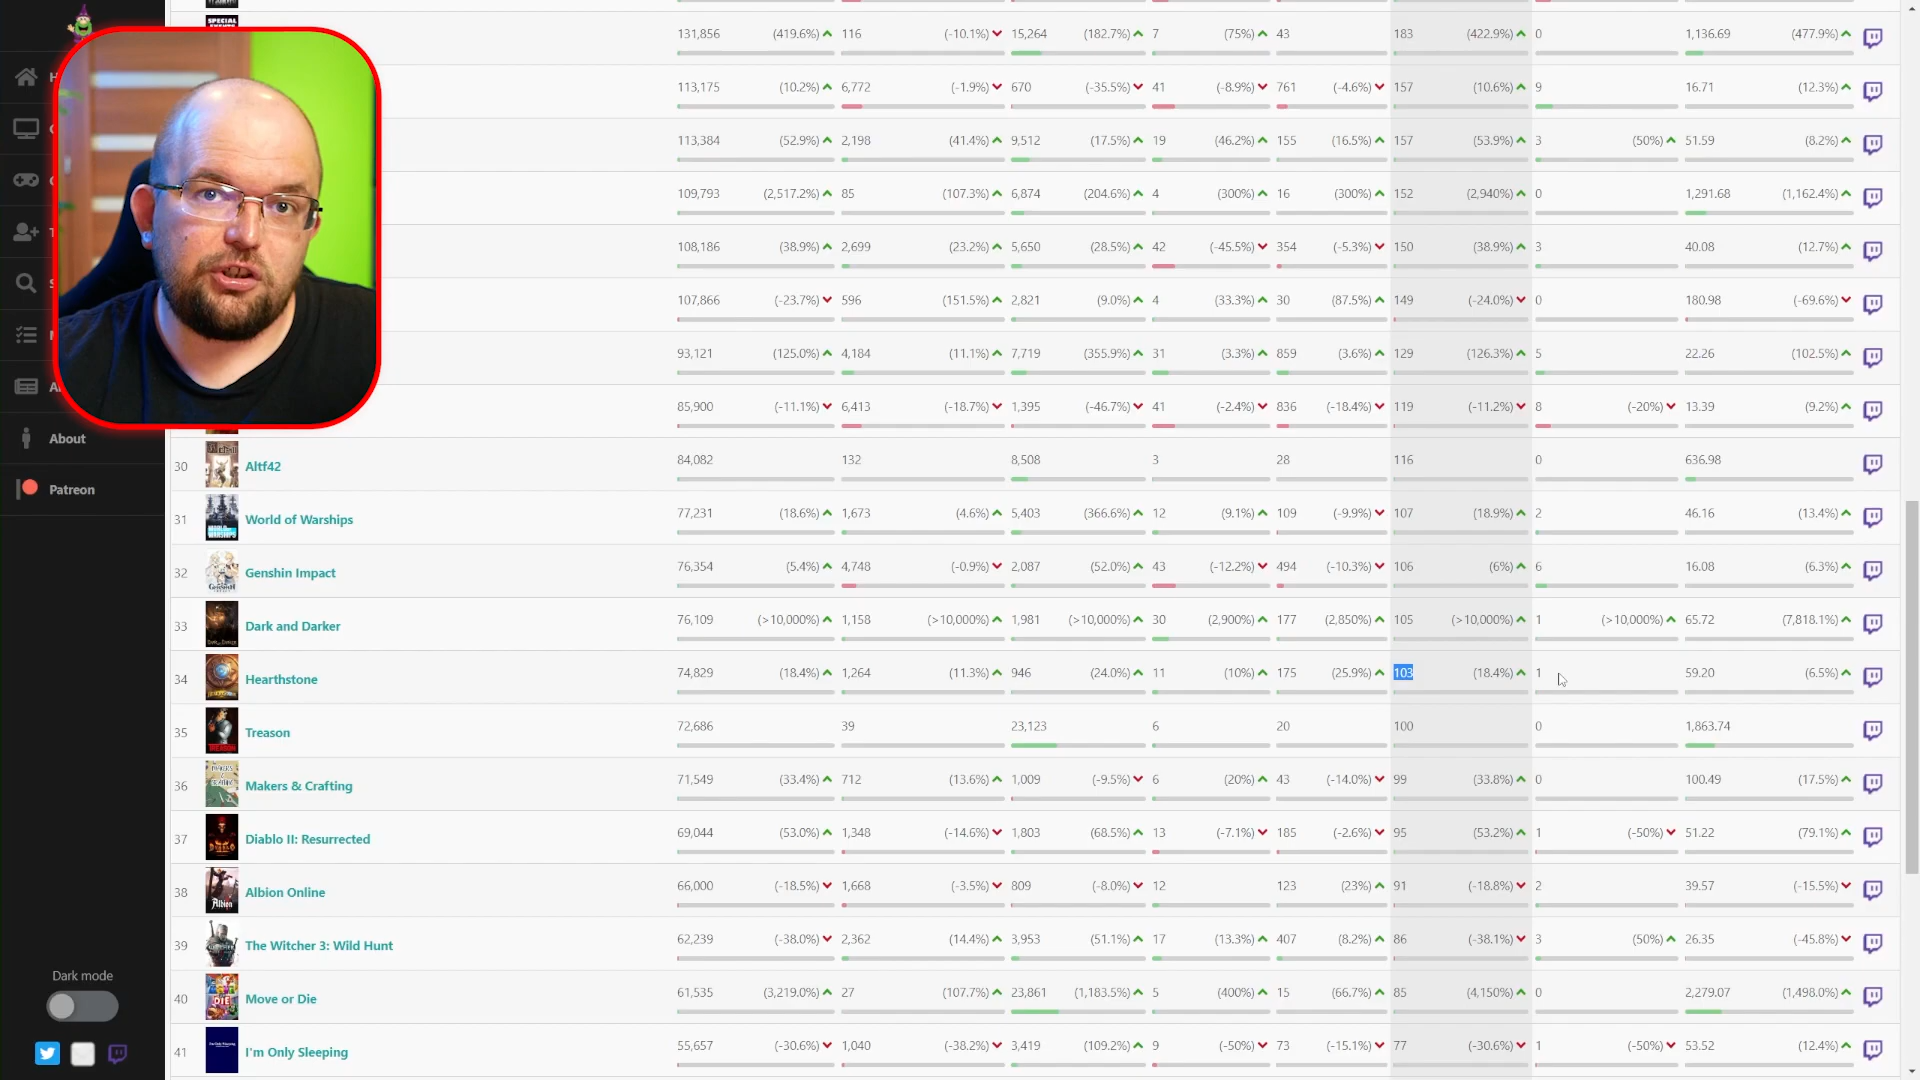 SPECIAL EVENTS
131,856 (419.6%) 116 (-10.1%) 15,264 (182.7%) 7 (75%) 43 183 (422.9%) 0 1,136.69 (477.9%)
113,175 (10.2%) 6,772 (-1.9%) 670 (-35.5%) 41 (-8.9%) 761 (-4.6%) 157 (10.6%) 9 16.71 (12.3%)
113,384 (52.9%) 2,198 (41.4%) 9,512 (17.5%) 19 (46.2%) 155 (16.5%) 157 (53.9%) 3 (50%) 51.59 (8.2%)
109,793 (2,517.2%) 85 (107.3%) 6,874 (204.6%) 4 (300%) 16 (300%) 152 (2,940%) 0 1,291.68 (1,162.4%)
108,186 (38.9%) 2,699 (23.2%) 5,650 (28.5%) 42 (-45.5%) 354 (-5.3%) 150 (38.9%) 3 40.08 (12.7%)
107,866 (-23.7%) 596 (151.5%) 2,821 (9.0%) 4 (33.3%) 30 (87.5%) 149 (-24.0%) 0 180.98 (-69.6%)
93,121 (125.0%) 4,184 (11.1%) 7,719 (355.9%) 31 (3.3%) 859 (3.6%) 129 (126.3%) 5 22.26 (102.5%)
85,900 (-11.1%) 6,413 (-18.7%) 1,395 (-46.7%) 41 (-2.4%) 836 (-18.4%) 119 (-11.2%) 8 (-20%) 13.39 (9.2%)
About
Patreon
30 Altf42 84,082 132 8,508 3 28 116 0 636.98
31 World of Warships 77,231 (18.6%) 1,673 (4.6%) 5,403 (366.6%) 12 (9.1%) 109 (-9.9%) 107 (18.9%) 2 46.16 (13.4%)
32 Genshin Impact 76,354 (5.4%) 4,748 (-0.9%) 2,087 (52.0%) 43 (-12.2%) 494 (-10.3%) 106 (6%) 6 16.08 (6.3%)
33 Dark and Darker 76,109 (>10,000%) 1,158 (>10,000%) 1,981 (>10,000%) 30 (2,900%) 177 (2,850%) 105 (>10,000%) 1 (>10,000%) 65.72 (7,818.1%)
34 Hearthstone 74,829 (18.4%) 1,264 (11.3%) 946 (24.0%) 11 (10%) 175 (25.9%) 103 (18.4%) 1 59.20 (6.5%)
35 Treason 72,686 39 23,123 6 20 100 0 1,863.74
36 Makers & Crafting 71,549 (33.4%) 712 (13.6%) 1,009 (-9.5%) 6 (20%) 43 (-14.0%) 99 (33.8%) 0 100.49 (17.5%)
37 Diablo II: Resurrected 69,044 (53.0%) 1,348 (-14.6%) 1,803 (68.5%) 13 (-7.1%) 185 (-2.6%) 95 (53.2%) 1 (-50%) 51.22 (79.1%)
38 Albion Online 66,000 (-18.5%) 1,668 (-3.5%) 809 (-8.0%) 12 123 (23%) 91 (-18.8%) 2 39.57 (-15.5%)
39 The Witcher 3: Wild Hunt 62,239 (-38.0%) 2,362 (14.4%) 3,953 (51.1%) 17 (13.3%) 407 (8.2%) 86 (-38.1%) 3 (50%) 26.35 (-45.8%)
40 Move or Die 61,535 (3,219.0%) 27 (107.7%) 23,861 (1,183.5%) 5 (400%) 15 (66.7%) 85 (4,150%) 0 2,279.07 (1,498.0%)
41 I'm Only Sleeping 55,657 (-30.6%) 1,040 (-38.2%) 3,419 (109.2%) 9 (-50%) 73 (-15.1%) 77 (-30.6%) 1 (-50%) 53.52 (12.4%)
Dark mode